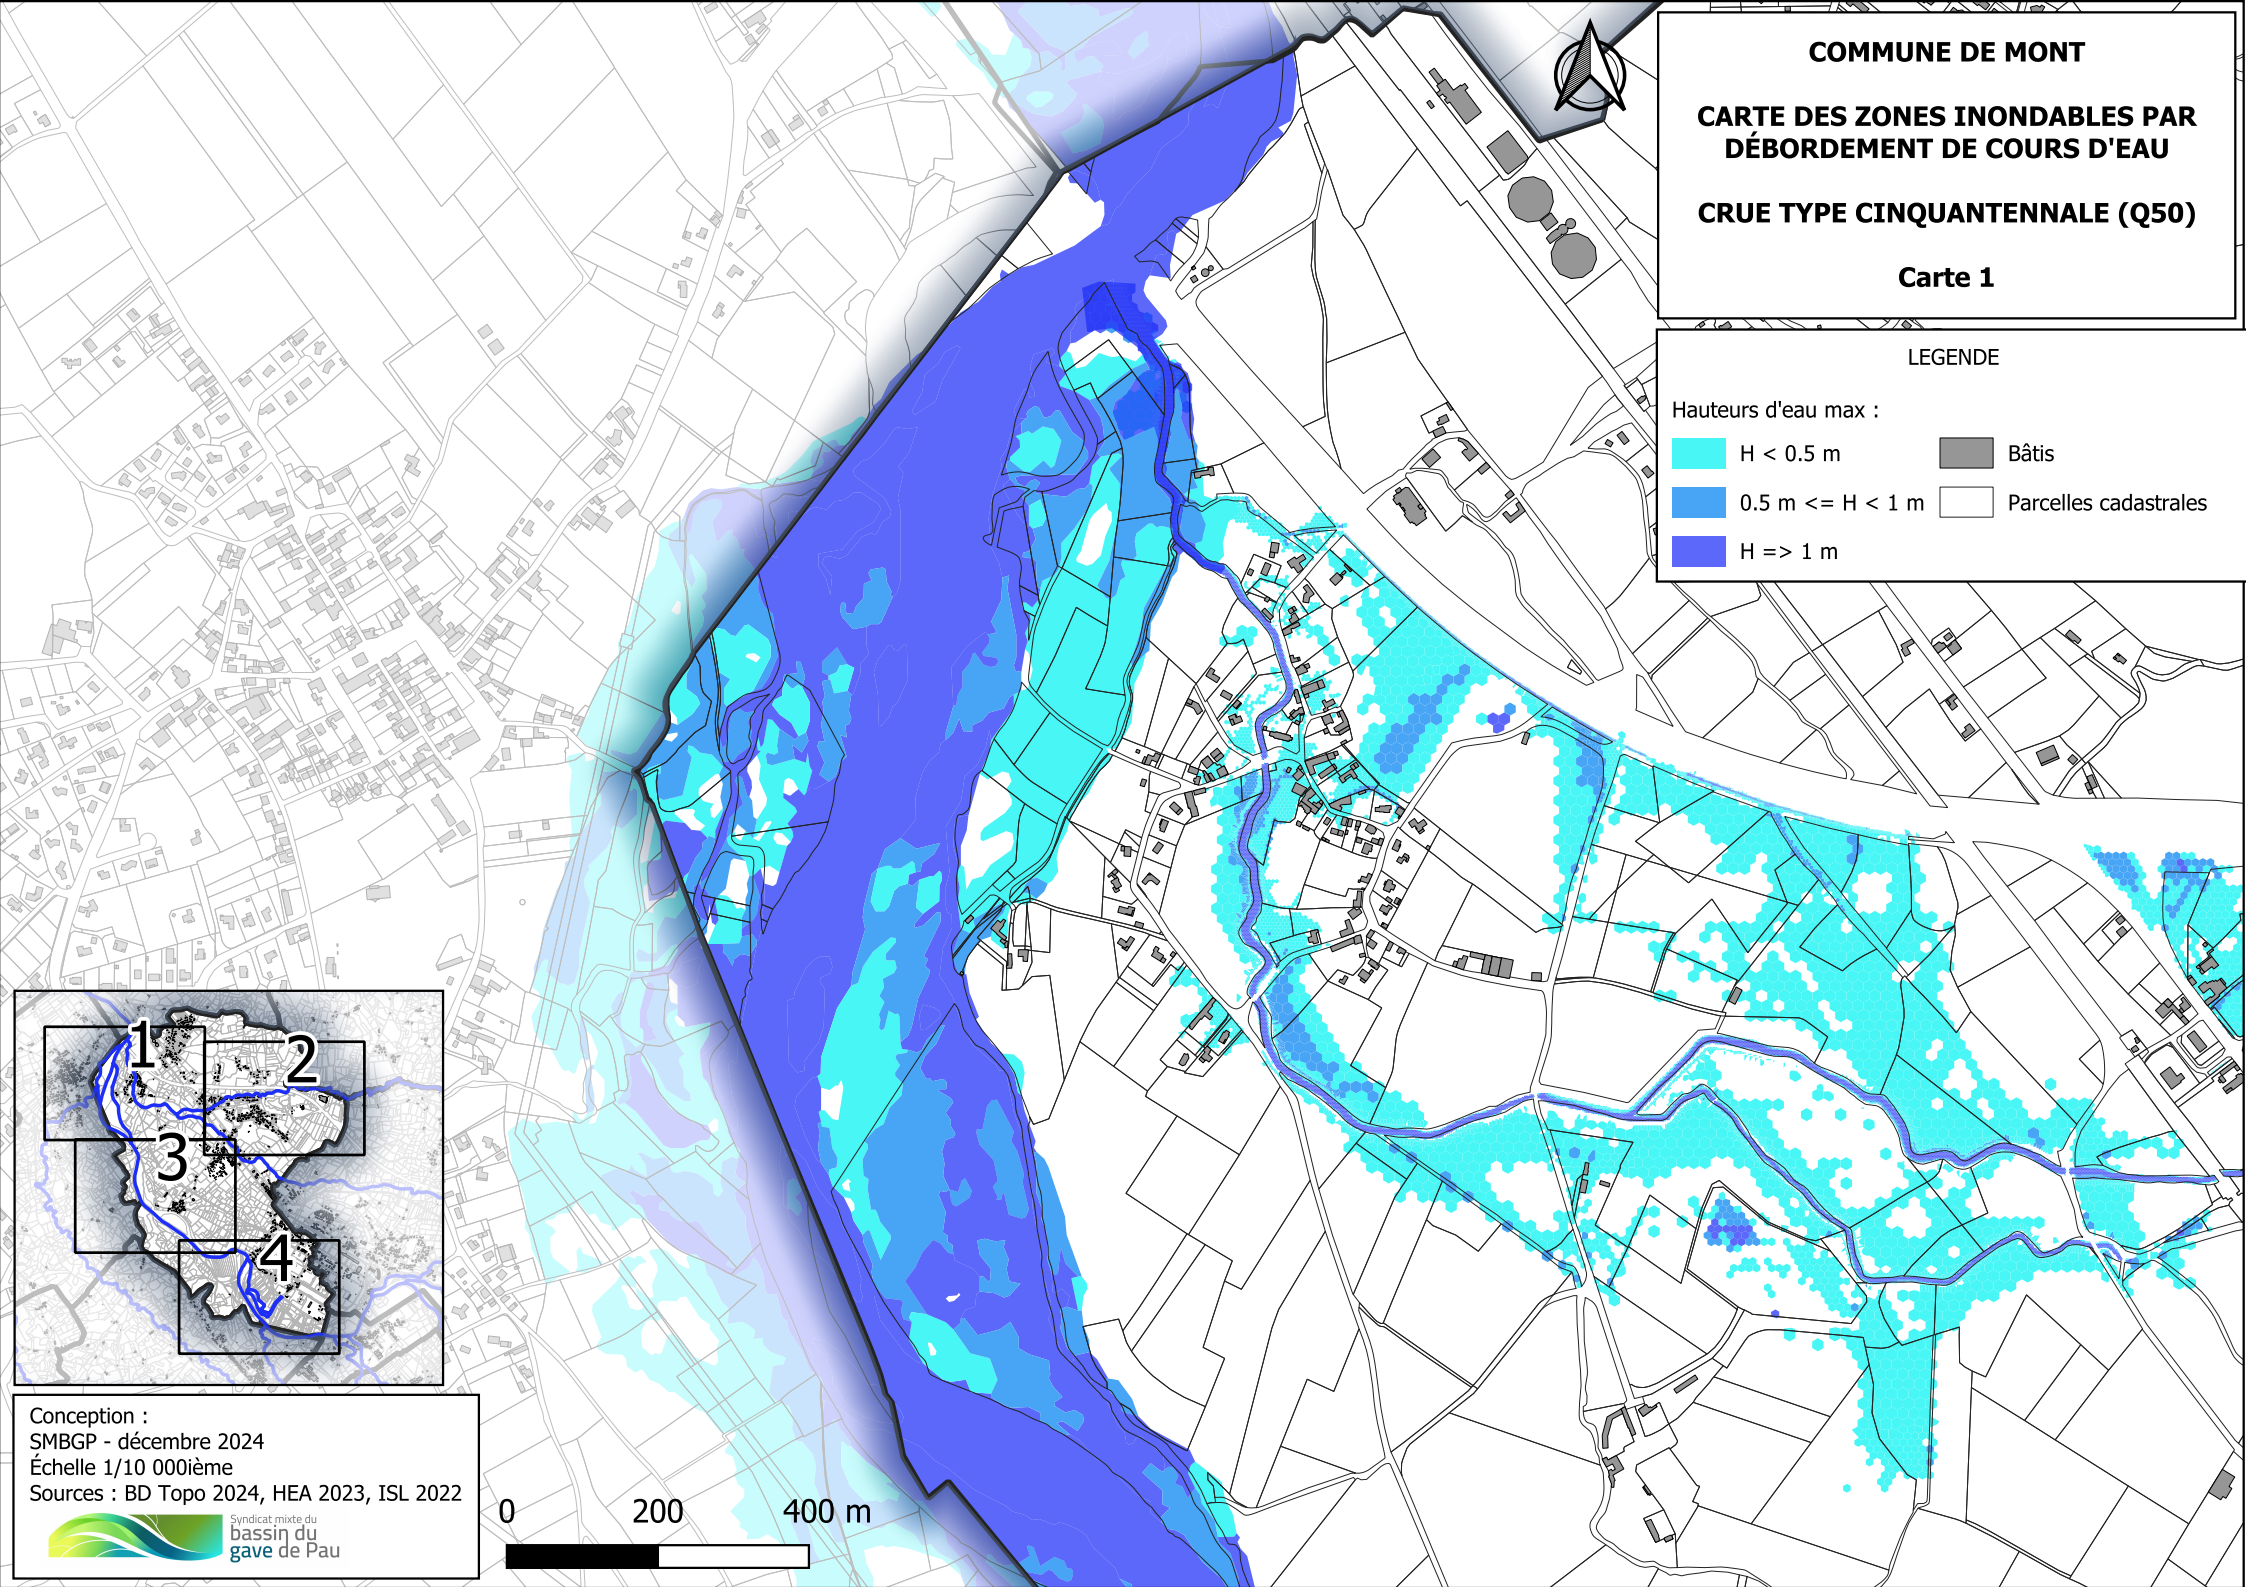 COMMUNE DE MONT
CARTE DES ZONES INONDABLES PAR
DÉBORDEMENT DE COURS D'EAU
CRUE TYPE CINQUANTENNALE (Q50)
Carte 1
LEGENDE
Hauteurs d'eau max :
H < 0.5 m
Bâtis
0.5 m <= H < 1 m
Parcelles cadastrales
H => 1 m
1
2
3
4
Conception :
SMBGP - décembre 2024
Échelle 1/10 000ième
Sources : BD Topo 2024, HEA 2023, ISL 2022
Syndicat mixte du
bassin du
gave de Pau
0 200 400 m